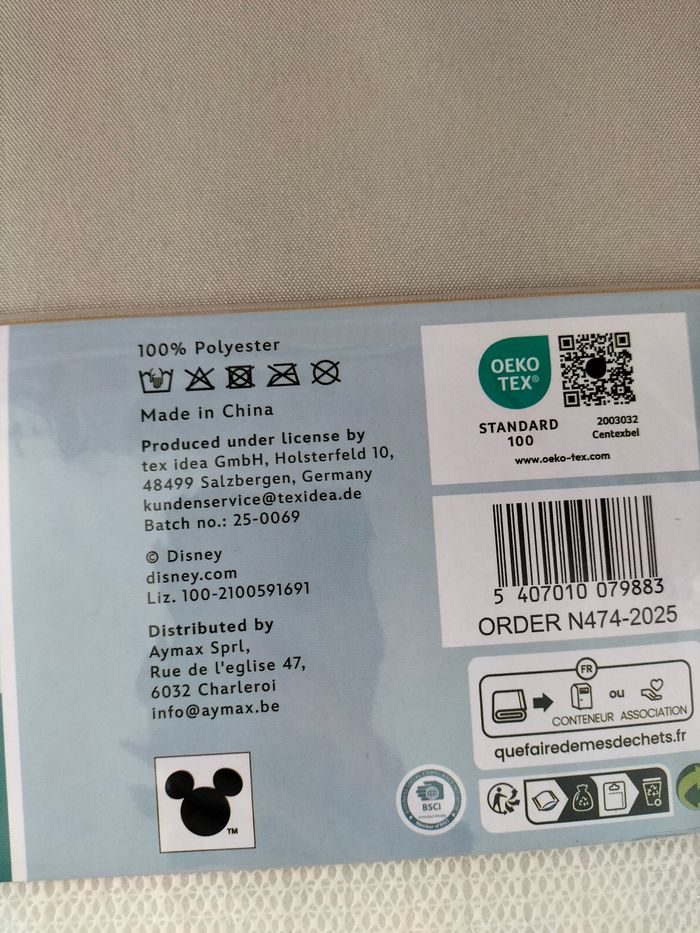 100% Polyester
Made in China
Produced under license by
tex idea GmbH, Holsterfeld 10,
48499 Salzbergen, Germany
kundenservice@texidea.de
Batch no.: 25-0069
© Disney
disney.com
Liz. 100-2100591691
Distributed by
Aymax Sprl,
Rue de l'eglise 47,
6032 Charleroi
info@aymax.be
TM
OEKO
TEX®
STANDARD
100
2003032
Centexbel
www.oeko-tex.com
5 407010 079883
ORDER N474-2025
FR
ou
CONTENEUR ASSOCIATION
quefairedemesdechets.fr
BSCI